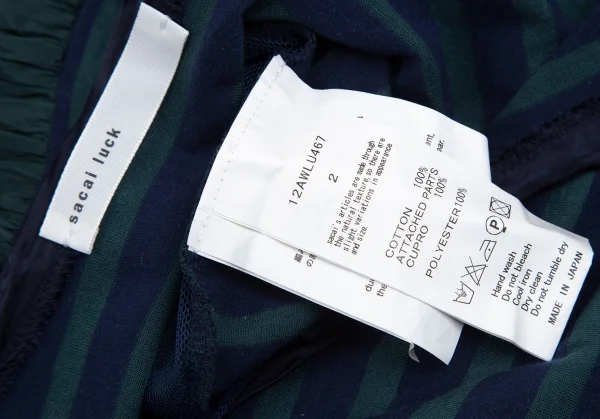 sacai luck
12AWLU467
2
sacai's articles are made through
the natural texture, so there are
slight variations in appearance
and size.
COTTON 100%
ATTACHED PARTS
CUPRO 100%
POLYESTER 100%
P
Hand wash
Do not bleach
Cool iron
Dry clean
Do not tumble dry
MADE IN JAPAN